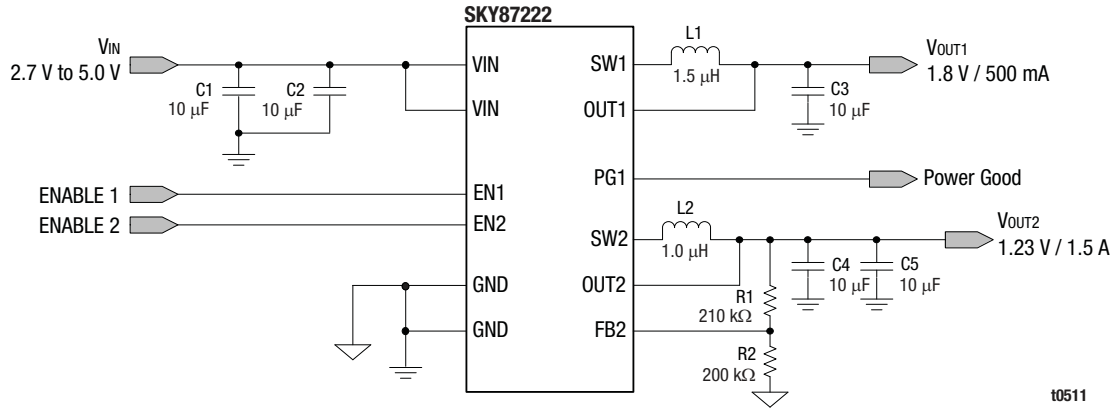 SKY87222
VIN
2.7 V to 5.0 V
C1
10 μF
C2
10 μF
VIN
VIN
SW1
L1
1.5 μH
OUT1
C3
10 μF
VOUT1
1.8 V / 500 mA
ENABLE 1
ENABLE 2
EN1
EN2
PG1
Power Good
SW2
L2
1.0 μH
VOUT2
1.23 V / 1.5 A
GND
GND
OUT2
FB2
R1
210 kΩ
R2
200 kΩ
C4
10 μF
C5
10 μF
t0511